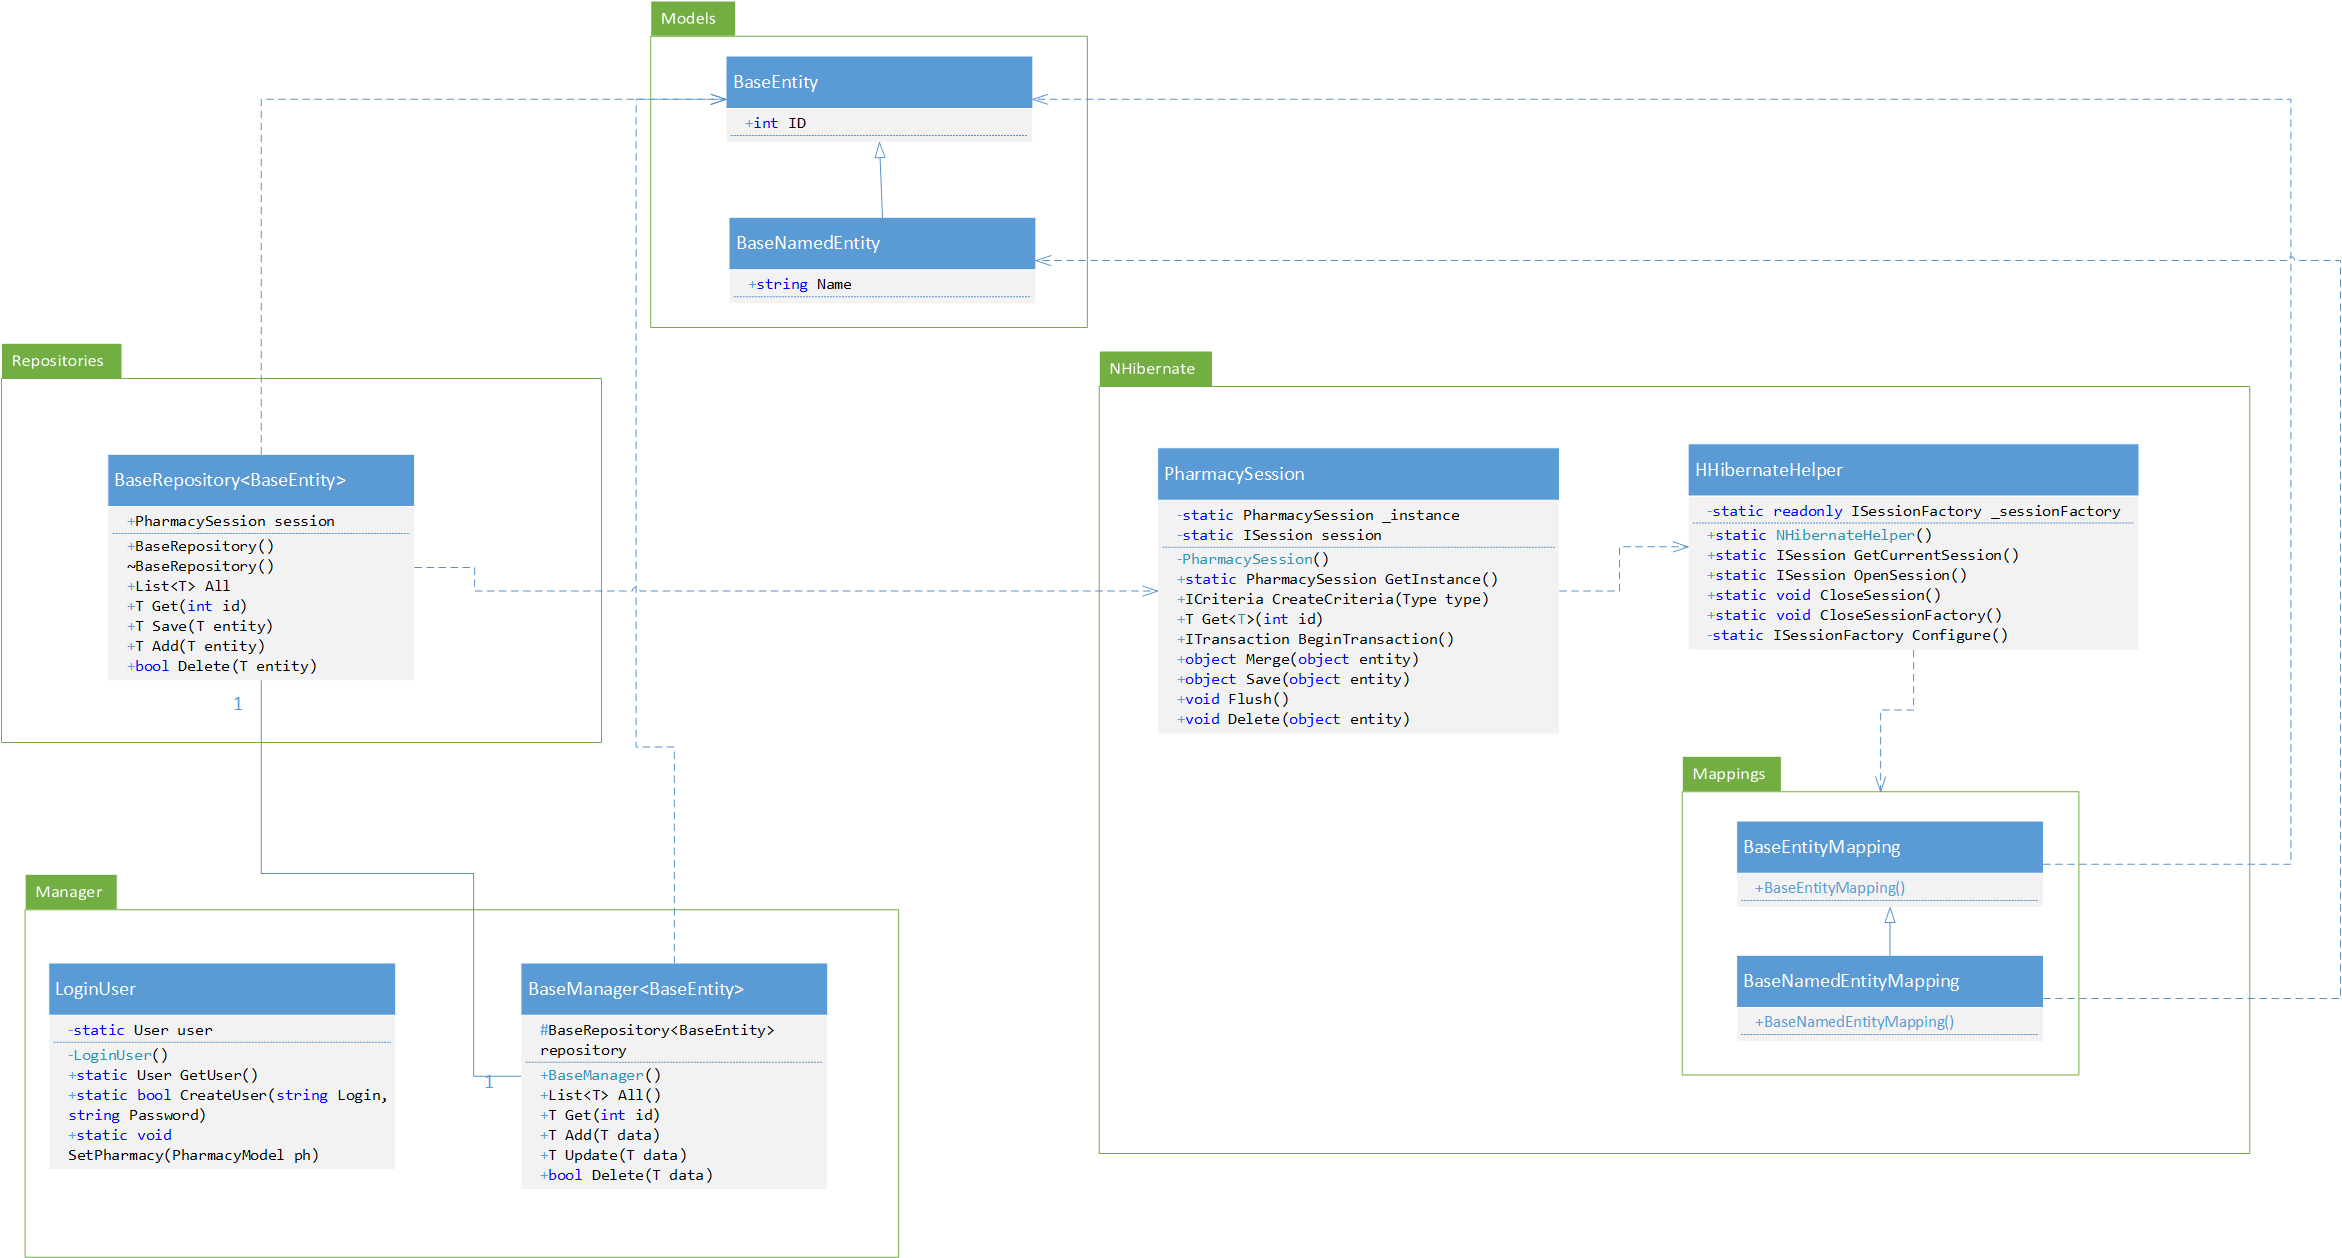 Models
BaseEntity
+int ID
BaseNamedEntity
+string Name
Repositories
BaseRepository<BaseEntity>
+PharmacySession session
+BaseRepository()
~BaseRepository()
+List<T> All
+T Get(int id)
+T Save(T entity)
+T Add(T entity)
+bool Delete(T entity)
1
NHibernate
PharmacySession
-static PharmacySession _instance
-static ISession session
-PharmacySession()
+static PharmacySession GetInstance()
+ICriteria CreateCriteria(Type type)
+T Get<T>(int id)
+ITransaction BeginTransaction()
+object Merge(object entity)
+object Save(object entity)
+void Flush()
+void Delete(object entity)
HHibernateHelper
-static readonly ISessionFactory _sessionFactory
+static NHibernateHelper()
+static ISession GetCurrentSession()
+static ISession OpenSession()
+static void CloseSession()
+static void CloseSessionFactory()
-static ISessionFactory Configure()
Mappings
BaseEntityMapping
+BaseEntityMapping()
BaseNamedEntityMapping
+BaseNamedEntityMapping()
Manager
LoginUser
-static User user
-LoginUser()
+static User GetUser()
+static bool CreateUser(string Login,
string Password)
+static void
SetPharmacy(PharmacyModel ph)
1
BaseManager<BaseEntity>
#BaseRepository<BaseEntity>
repository
+BaseManager()
+List<T> All()
+T Get(int id)
+T Add(T data)
+T Update(T data)
+bool Delete(T data)